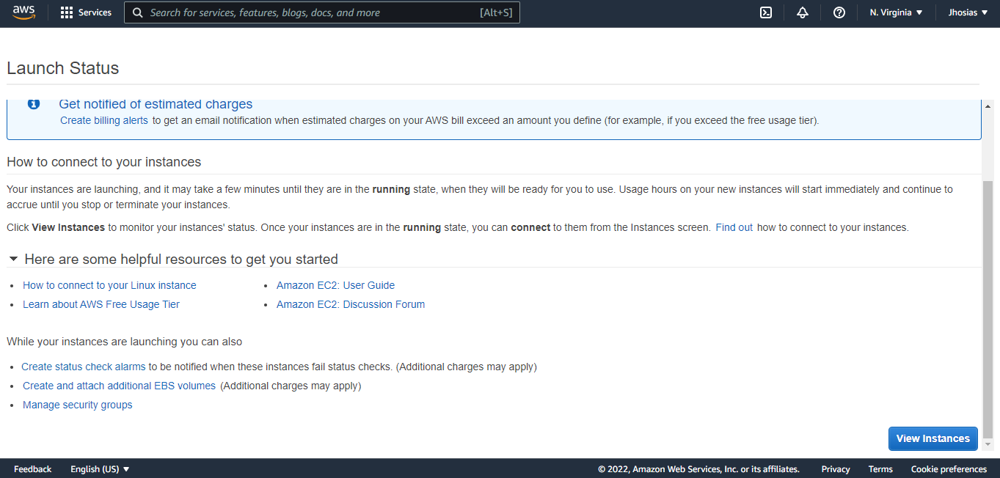 aws Services Search for services, features, blogs, docs, and more [Alt+S] N. Virginia Jhosias
Launch Status
Get notified of estimated charges
Create billing alerts to get an email notification when estimated charges on your AWS bill exceed an amount you define (for example, if you exceed the free usage tier).
How to connect to your instances
Your instances are launching, and it may take a few minutes until they are in the running state, when they will be ready for you to use. Usage hours on your new instances will start immediately and continue to
accrue until you stop or terminate your instances.
Click View Instances to monitor your instances' status. Once your instances are in the running state, you can connect to them from the Instances screen. Find out how to connect to your instances.
Here are some helpful resources to get you started
• How to connect to your Linux instance • Amazon EC2: User Guide
• Learn about AWS Free Usage Tier • Amazon EC2: Discussion Forum
While your instances are launching you can also
• Create status check alarms to be notified when these instances fail status checks. (Additional charges may apply)
• Create and attach additional EBS volumes (Additional charges may apply)
• Manage security groups
View Instances
Feedback English (US) © 2022, Amazon Web Services, Inc. or its affiliates. Privacy Terms Cookie preferences